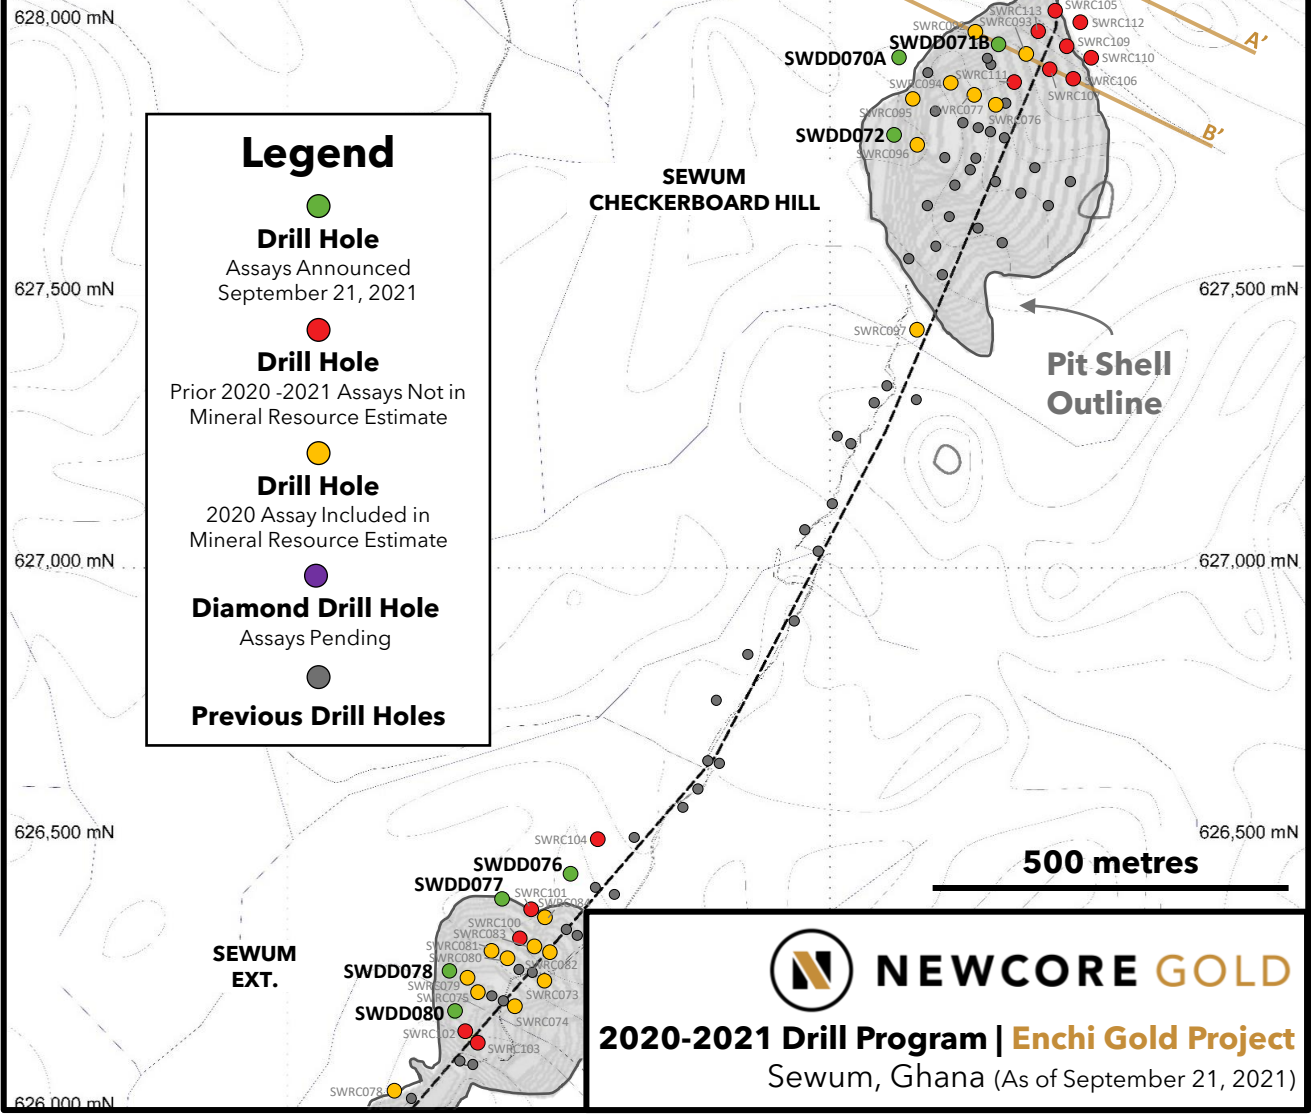 628,000 mN
SWRC105
SWRC113
SWRC112
SWRC092
SWRC093
A’
SWDD071B
SWRC109
SWDD070A
SWRC110
SWRC111
SWRC106
SWRC094
SWRC107
SWRC095
SWRC077
SWRC076
B’
SWDD072
SWRC096
SEWUM
CHECKERBOARD HILL
Legend
Drill Hole
Assays Announced
September 21, 2021
Drill Hole
Prior 2020 -2021 Assays Not in
Mineral Resource Estimate
Drill Hole
2020 Assay Included in
Mineral Resource Estimate
Diamond Drill Hole
Assays Pending
Previous Drill Holes
627,500 mN
627,500 mN
SWRC097
Pit Shell
Outline
627,000 mN
627,000 mN
626,500 mN
626,500 mN
SWRC104
500 metres
SWDD076
SWDD077
SWRC101
SWRC084
SWRC100
SWRC083
SWRC081
SWRC080
SWRC082
SEWUM
EXT.
SWDD078
SWRC079
SWRC073
SWRC075
SWDD080
SWRC074
SWRC102
SWRC103
SWRC078
626,000 mN
NEWCORE GOLD
2020-2021 Drill Program | Enchi Gold Project
Sewum, Ghana (As of September 21, 2021)